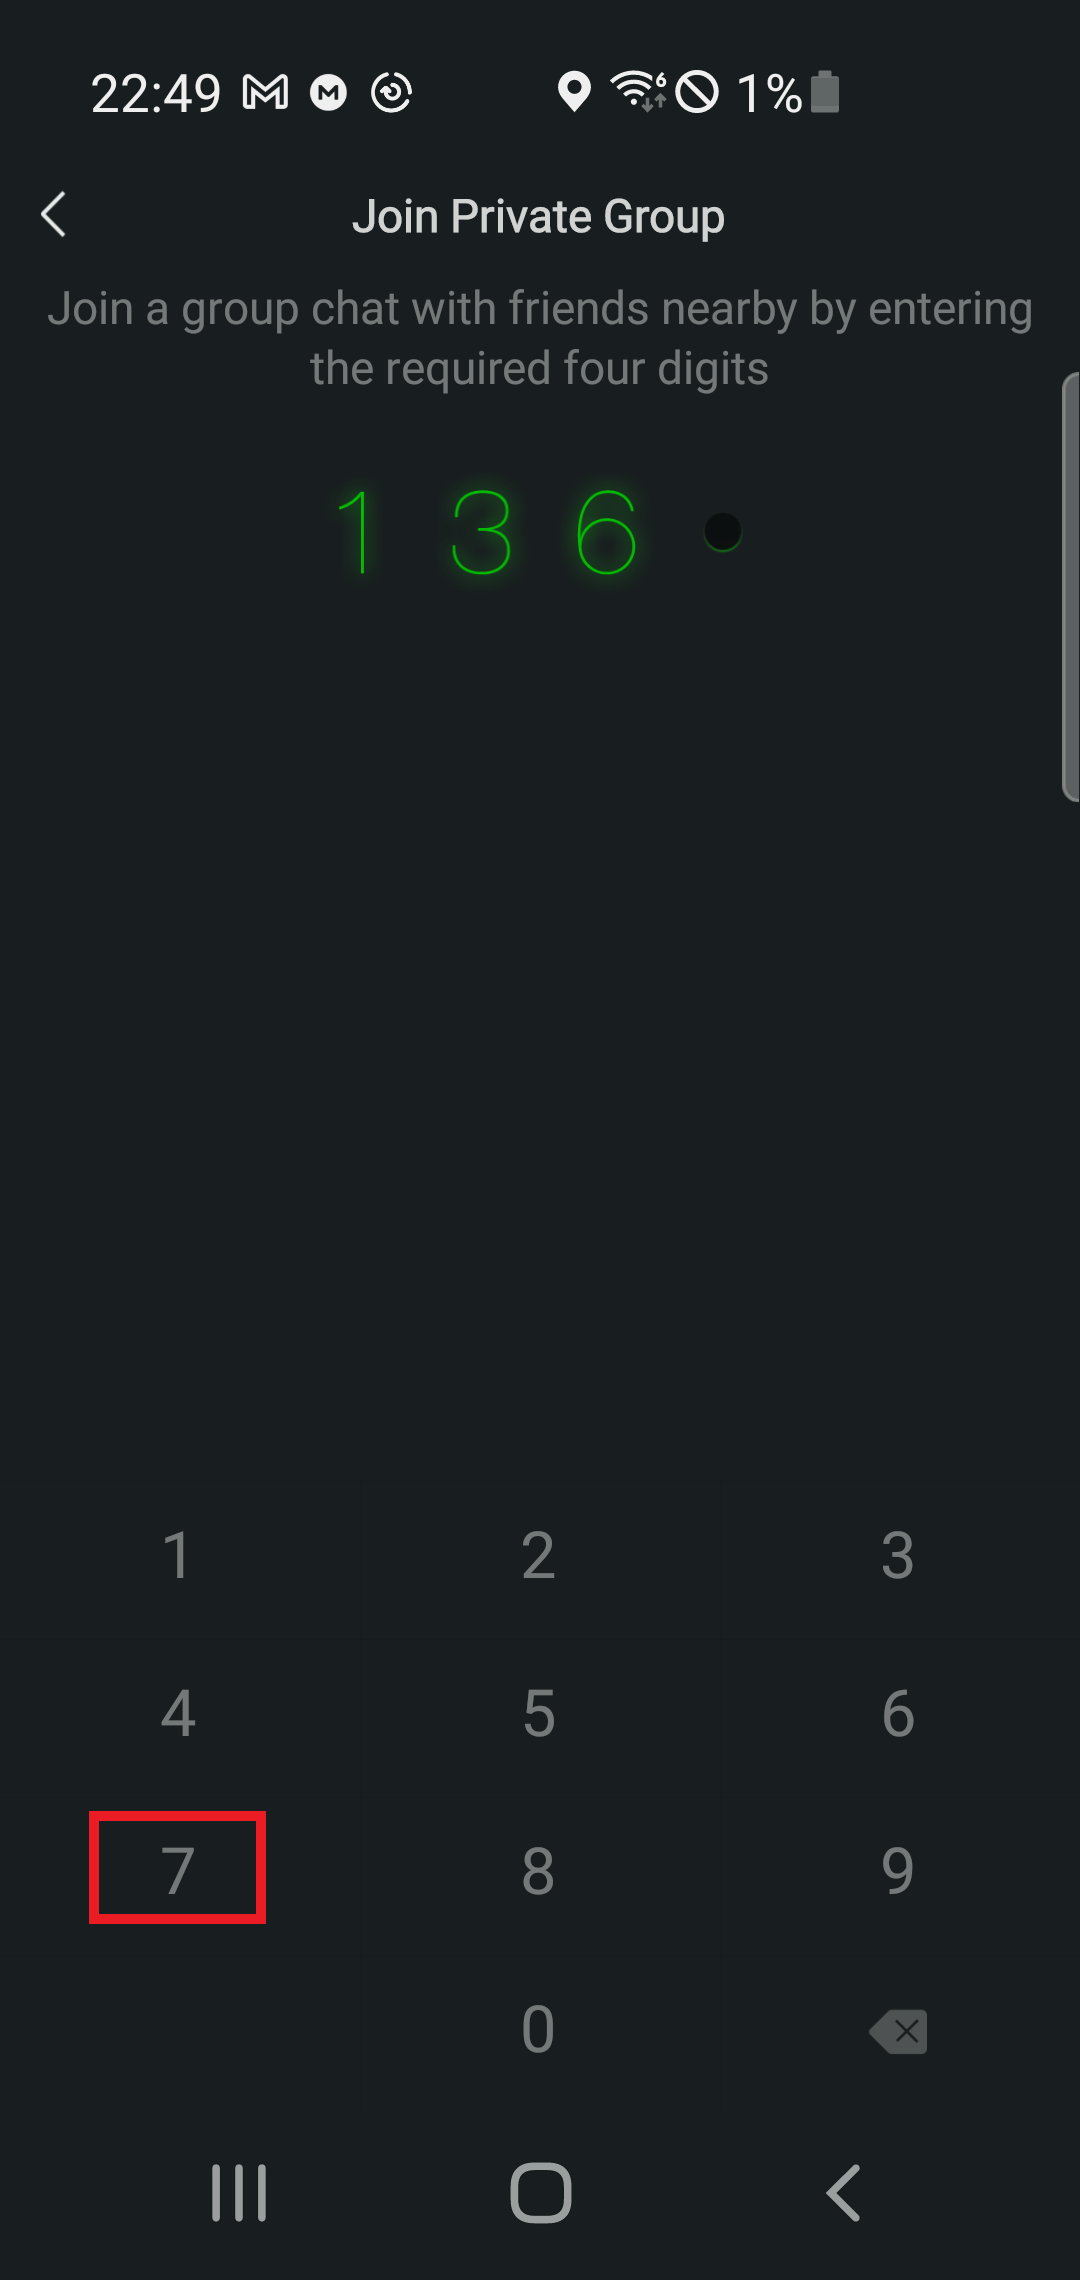 22:49 1%
Join Private Group
Join a group chat with friends nearby by entering
the required four digits
1 3 6
1 2 3
4 5 6
7 8 9
0